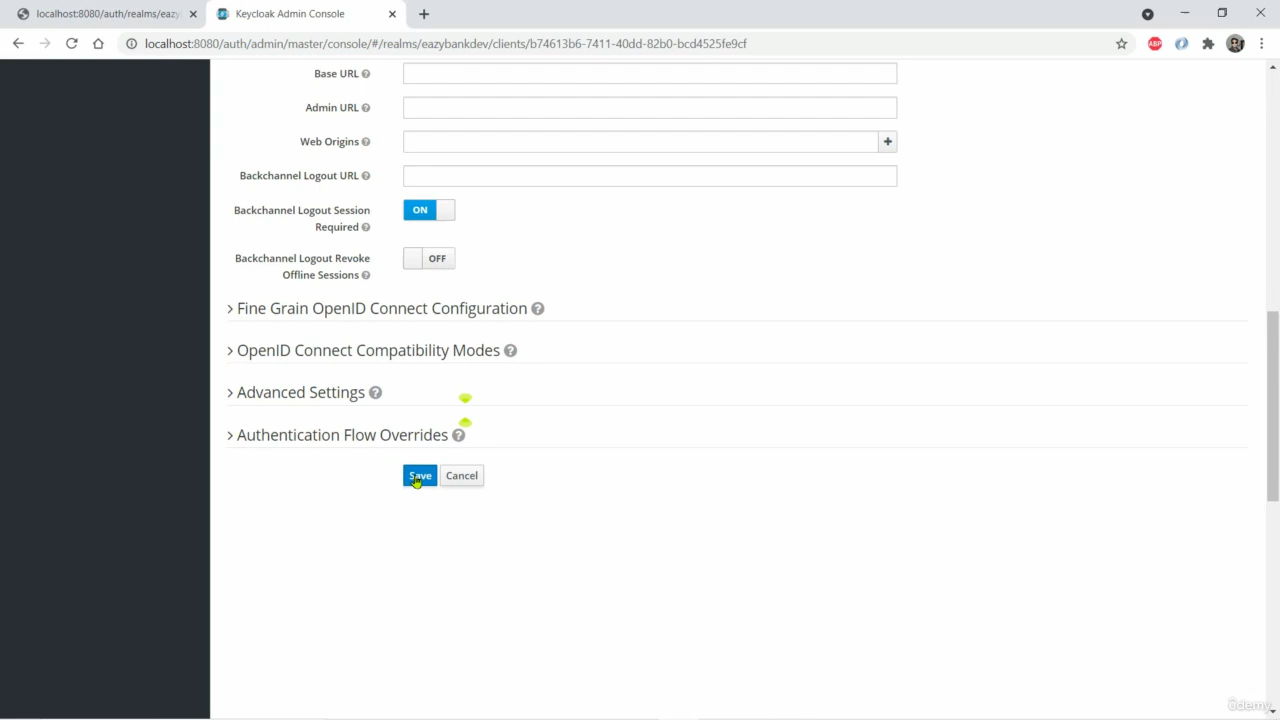 localhost:8080/auth/realms/eazyb
Keycloak Admin Console
localhost:8080/auth/admin/master/console/#/realms/eazybankdev/clients/b74613b6-7411-40dd-82b0-bcd4525fe9cf
ABP
Base URL
Admin URL
Web Origins
Backchannel Logout URL
Backchannel Logout Session
Required
ON
Backchannel Logout Revoke
Offline Sessions
OFF
Fine Grain OpenID Connect Configuration
OpenID Connect Compatibility Modes
Advanced Settings
Authentication Flow Overrides
Save
Cancel
ûdemy